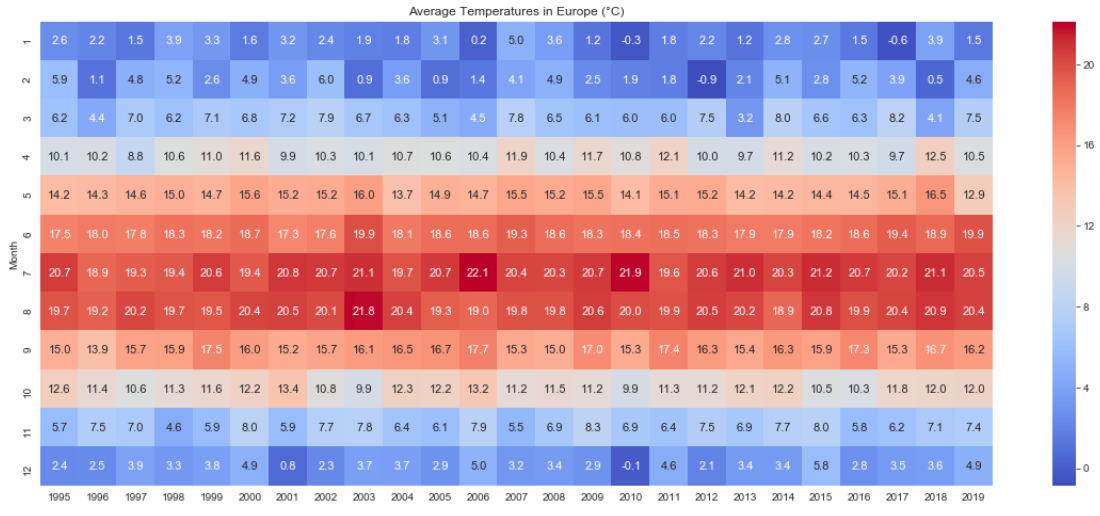 Average Temperatures in Europe (°C)
1 2.6 2.2 1.5 3.9 3.3 1.6 3.2 2.4 1.9 1.8 3.1 0.2 5.0 3.6 1.2 -0.3 1.8 2.2 1.2 2.8 2.7 1.5 -0.6 3.9 1.5
2 5.9 1.1 4.8 5.2 2.6 4.9 3.6 6.0 0.9 3.6 0.9 1.4 4.1 4.9 2.5 1.9 1.8 -0.9 2.1 5.1 2.8 5.2 3.9 0.5 4.6
3 6.2 4.4 7.0 6.2 7.1 6.8 7.2 7.9 6.7 6.3 5.1 4.5 7.8 6.5 6.1 6.0 6.0 7.5 3.2 8.0 6.6 6.3 8.2 4.1 7.5
4 10.1 10.2 8.8 10.6 11.0 11.6 9.9 10.3 10.1 10.7 10.6 10.4 11.9 10.4 11.7 10.8 12.1 10.0 9.7 11.2 10.2 10.3 9.7 12.5 10.5
5 14.2 14.3 14.6 15.0 14.7 15.6 15.2 15.2 16.0 13.7 14.9 14.7 15.5 15.2 15.5 14.1 15.1 15.2 14.2 14.2 14.4 14.5 15.1 16.5 12.9
6 17.5 18.0 17.8 18.3 18.2 18.7 17.3 17.6 19.9 18.1 18.6 18.6 19.3 18.6 18.3 18.4 18.5 18.3 17.9 17.9 18.2 18.6 19.4 18.9 19.9
7 20.7 18.9 19.3 19.4 20.6 19.4 20.8 20.7 21.1 19.7 20.7 22.1 20.4 20.3 20.7 21.9 19.6 20.6 21.0 20.3 21.2 20.7 20.2 21.1 20.5
8 19.7 19.2 20.2 19.7 19.5 20.4 20.5 20.1 21.8 20.4 19.3 19.0 19.8 19.8 20.6 20.0 19.9 20.5 20.2 18.9 20.8 19.9 20.4 20.9 20.4
9 15.0 13.9 15.7 15.9 17.5 16.0 15.2 15.7 16.1 16.5 16.7 17.7 15.3 15.0 17.0 15.3 17.4 16.3 15.4 16.3 15.9 17.3 15.3 16.7 16.2
10 12.6 11.4 10.6 11.3 11.6 12.2 13.4 10.8 9.9 12.3 12.2 13.2 11.2 11.5 11.2 9.9 11.3 11.2 12.1 12.2 10.5 10.3 11.8 12.0 12.0
11 5.7 7.5 7.0 4.6 5.9 8.0 5.9 7.7 7.8 6.4 6.1 7.9 5.5 6.9 8.3 6.9 6.4 7.5 6.9 7.7 8.0 5.8 6.2 7.1 7.4
12 2.4 2.5 3.9 3.3 3.8 4.9 0.8 2.3 3.7 3.7 2.9 5.0 3.2 3.4 2.9 -0.1 4.6 2.1 3.4 3.4 5.8 2.8 3.5 3.6 4.9
1995 1996 1997 1998 1999 2000 2001 2002 2003 2004 2005 2006 2007 2008 2009 2010 2011 2012 2013 2014 2015 2016 2017 2018 2019
Month
20
16
12
8
4
0